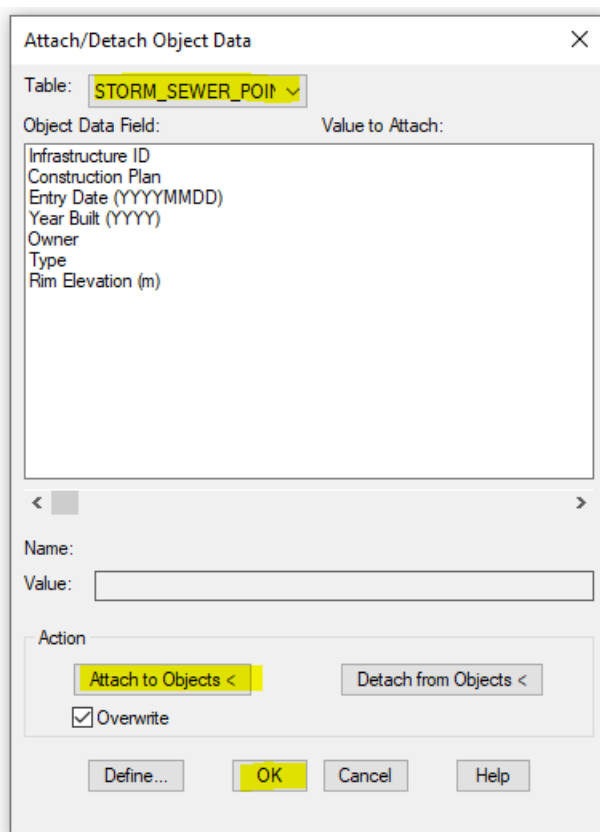 Attach/Detach Object Data
Table: STORM_SEWER_POIN
Object Data Field: Value to Attach:
Infrastructure ID
Construction Plan
Entry Date (YYYYMMDD)
Year Built (YYYY)
Owner
Type
Rim Elevation (m)
Name:
Value:
Action
Attach to Objects < Detach from Objects <
Overwrite
Define... OK Cancel Help